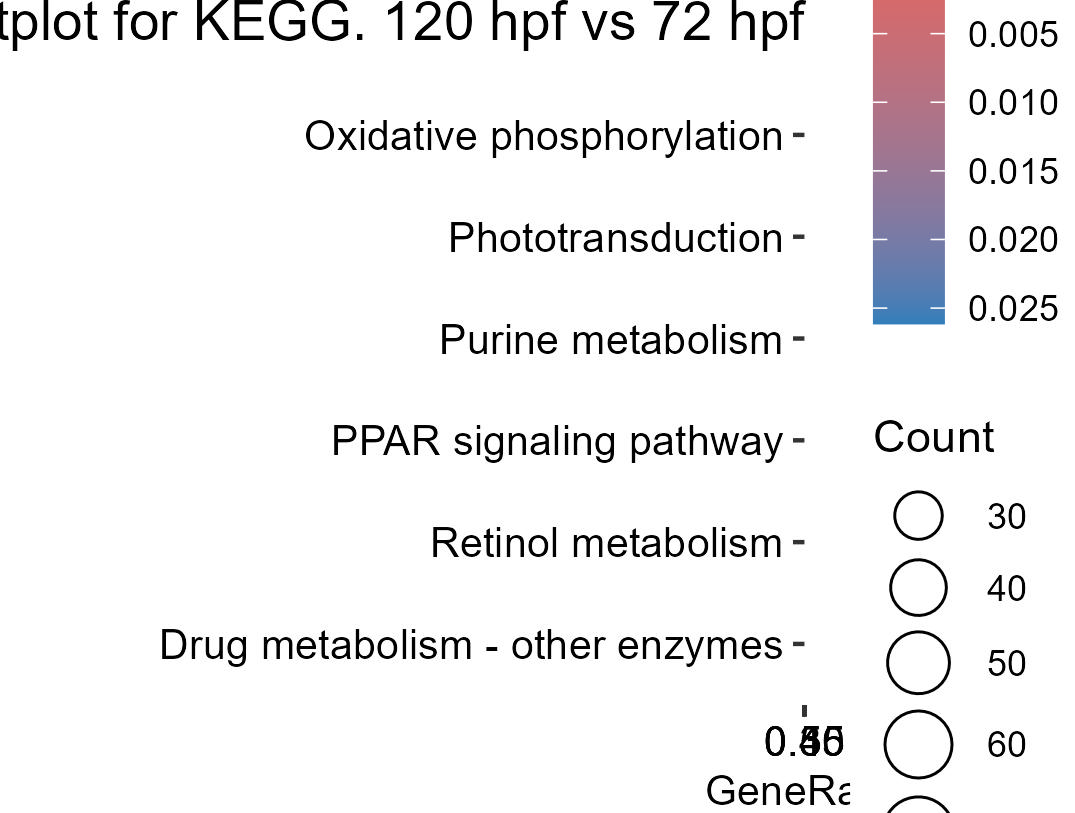 tplot for KEGG. 120 hpf vs 72 hpf
0.005
0.010
0.015
0.020
0.025
Oxidative phosphorylation
Phototransduction
Purine metabolism
PPAR signaling pathway
Retinol metabolism
Drug metabolism - other enzymes
GeneRa
Count
30
40
50
60